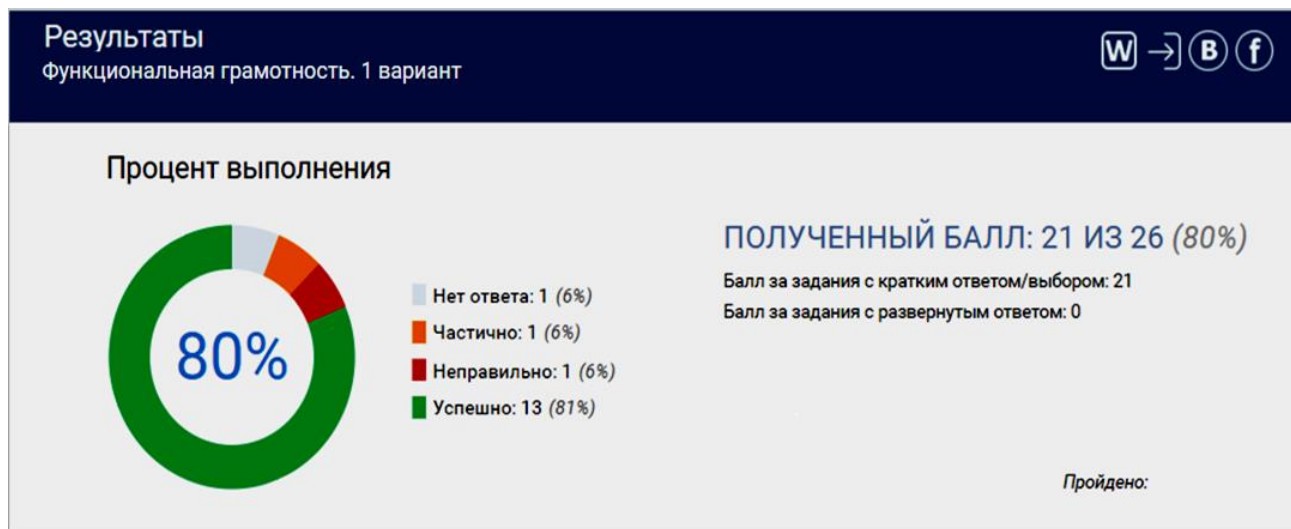 Результаты
Функциональная грамотность. 1 вариант
W B f
Процент выполнения
80%
Нет ответа: 1 (6%)
Частично: 1 (6%)
Неправильно: 1 (6%)
Успешно: 13 (81%)
ПОЛУЧЕННЫЙ БАЛЛ: 21 ИЗ 26 (80%)
Балл за задания с кратким ответом/выбором: 21
Балл за задания с развернутым ответом: 0
Пройдено: